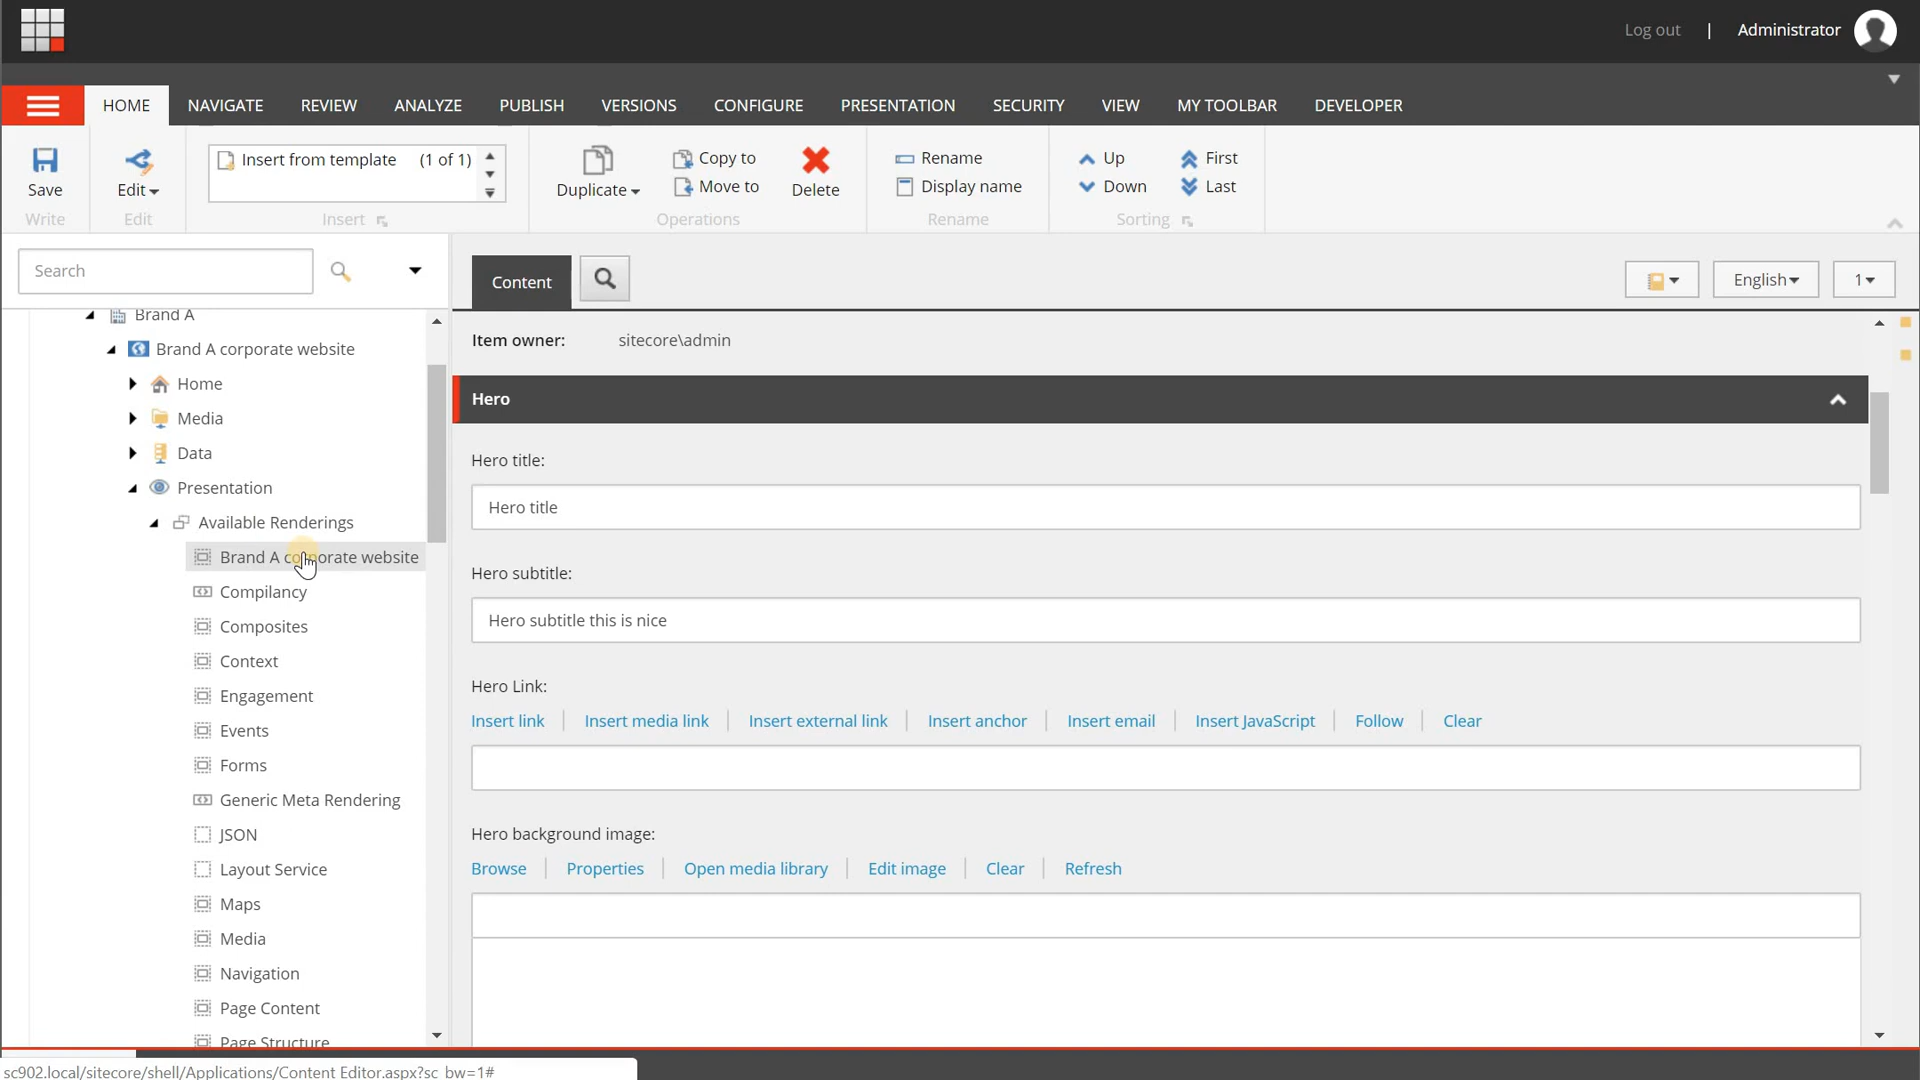 Log out | Administrator
HOME NAVIGATE REVIEW ANALYZE PUBLISH VERSIONS CONFIGURE PRESENTATION SECURITY VIEW MY TOOLBAR DEVELOPER
Insert from template (1 of 1)
Copy to
Rename
Up
First
Save
Edit
Duplicate
Move to
Delete
Display name
Down
Last
Write
Edit
Insert
Operations
Rename
Sorting
Search
Content
English
1
Brand A
Brand A corporate website
Home
Media
Data
Presentation
Available Renderings
Brand A corporate website
Compilancy
Composites
Context
Engagement
Events
Forms
Generic Meta Rendering
JSON
Layout Service
Maps
Media
Navigation
Page Content
Page Structure
Item owner: sitecore\admin
Hero
Hero title:
Hero title
Hero subtitle:
Hero subtitle this is nice
Hero Link:
Insert link Insert media link Insert external link Insert anchor Insert email Insert JavaScript Follow Clear
Hero background image:
Browse Properties Open media library Edit image Clear Refresh
sc902.local/sitecore/shell/Applications/Content Editor.aspx?sc_bw=1#